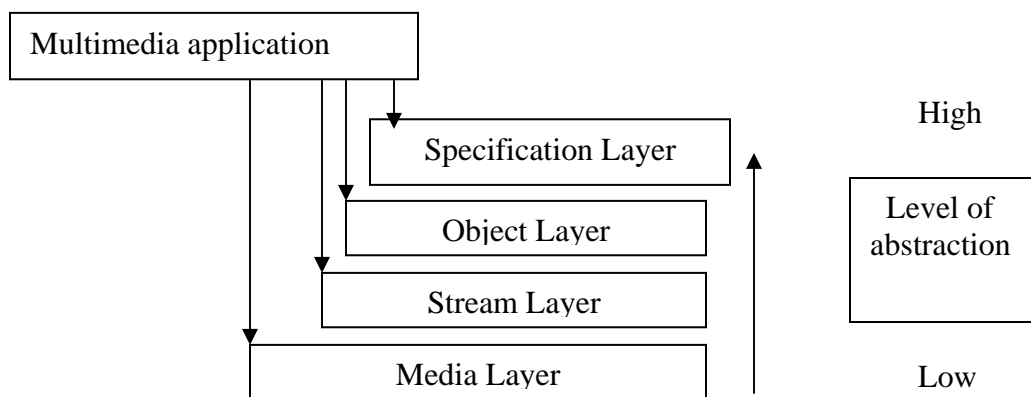 Multimedia application
High
Specification Layer
Level of
abstraction
Object Layer
Stream Layer
Media Layer
Low